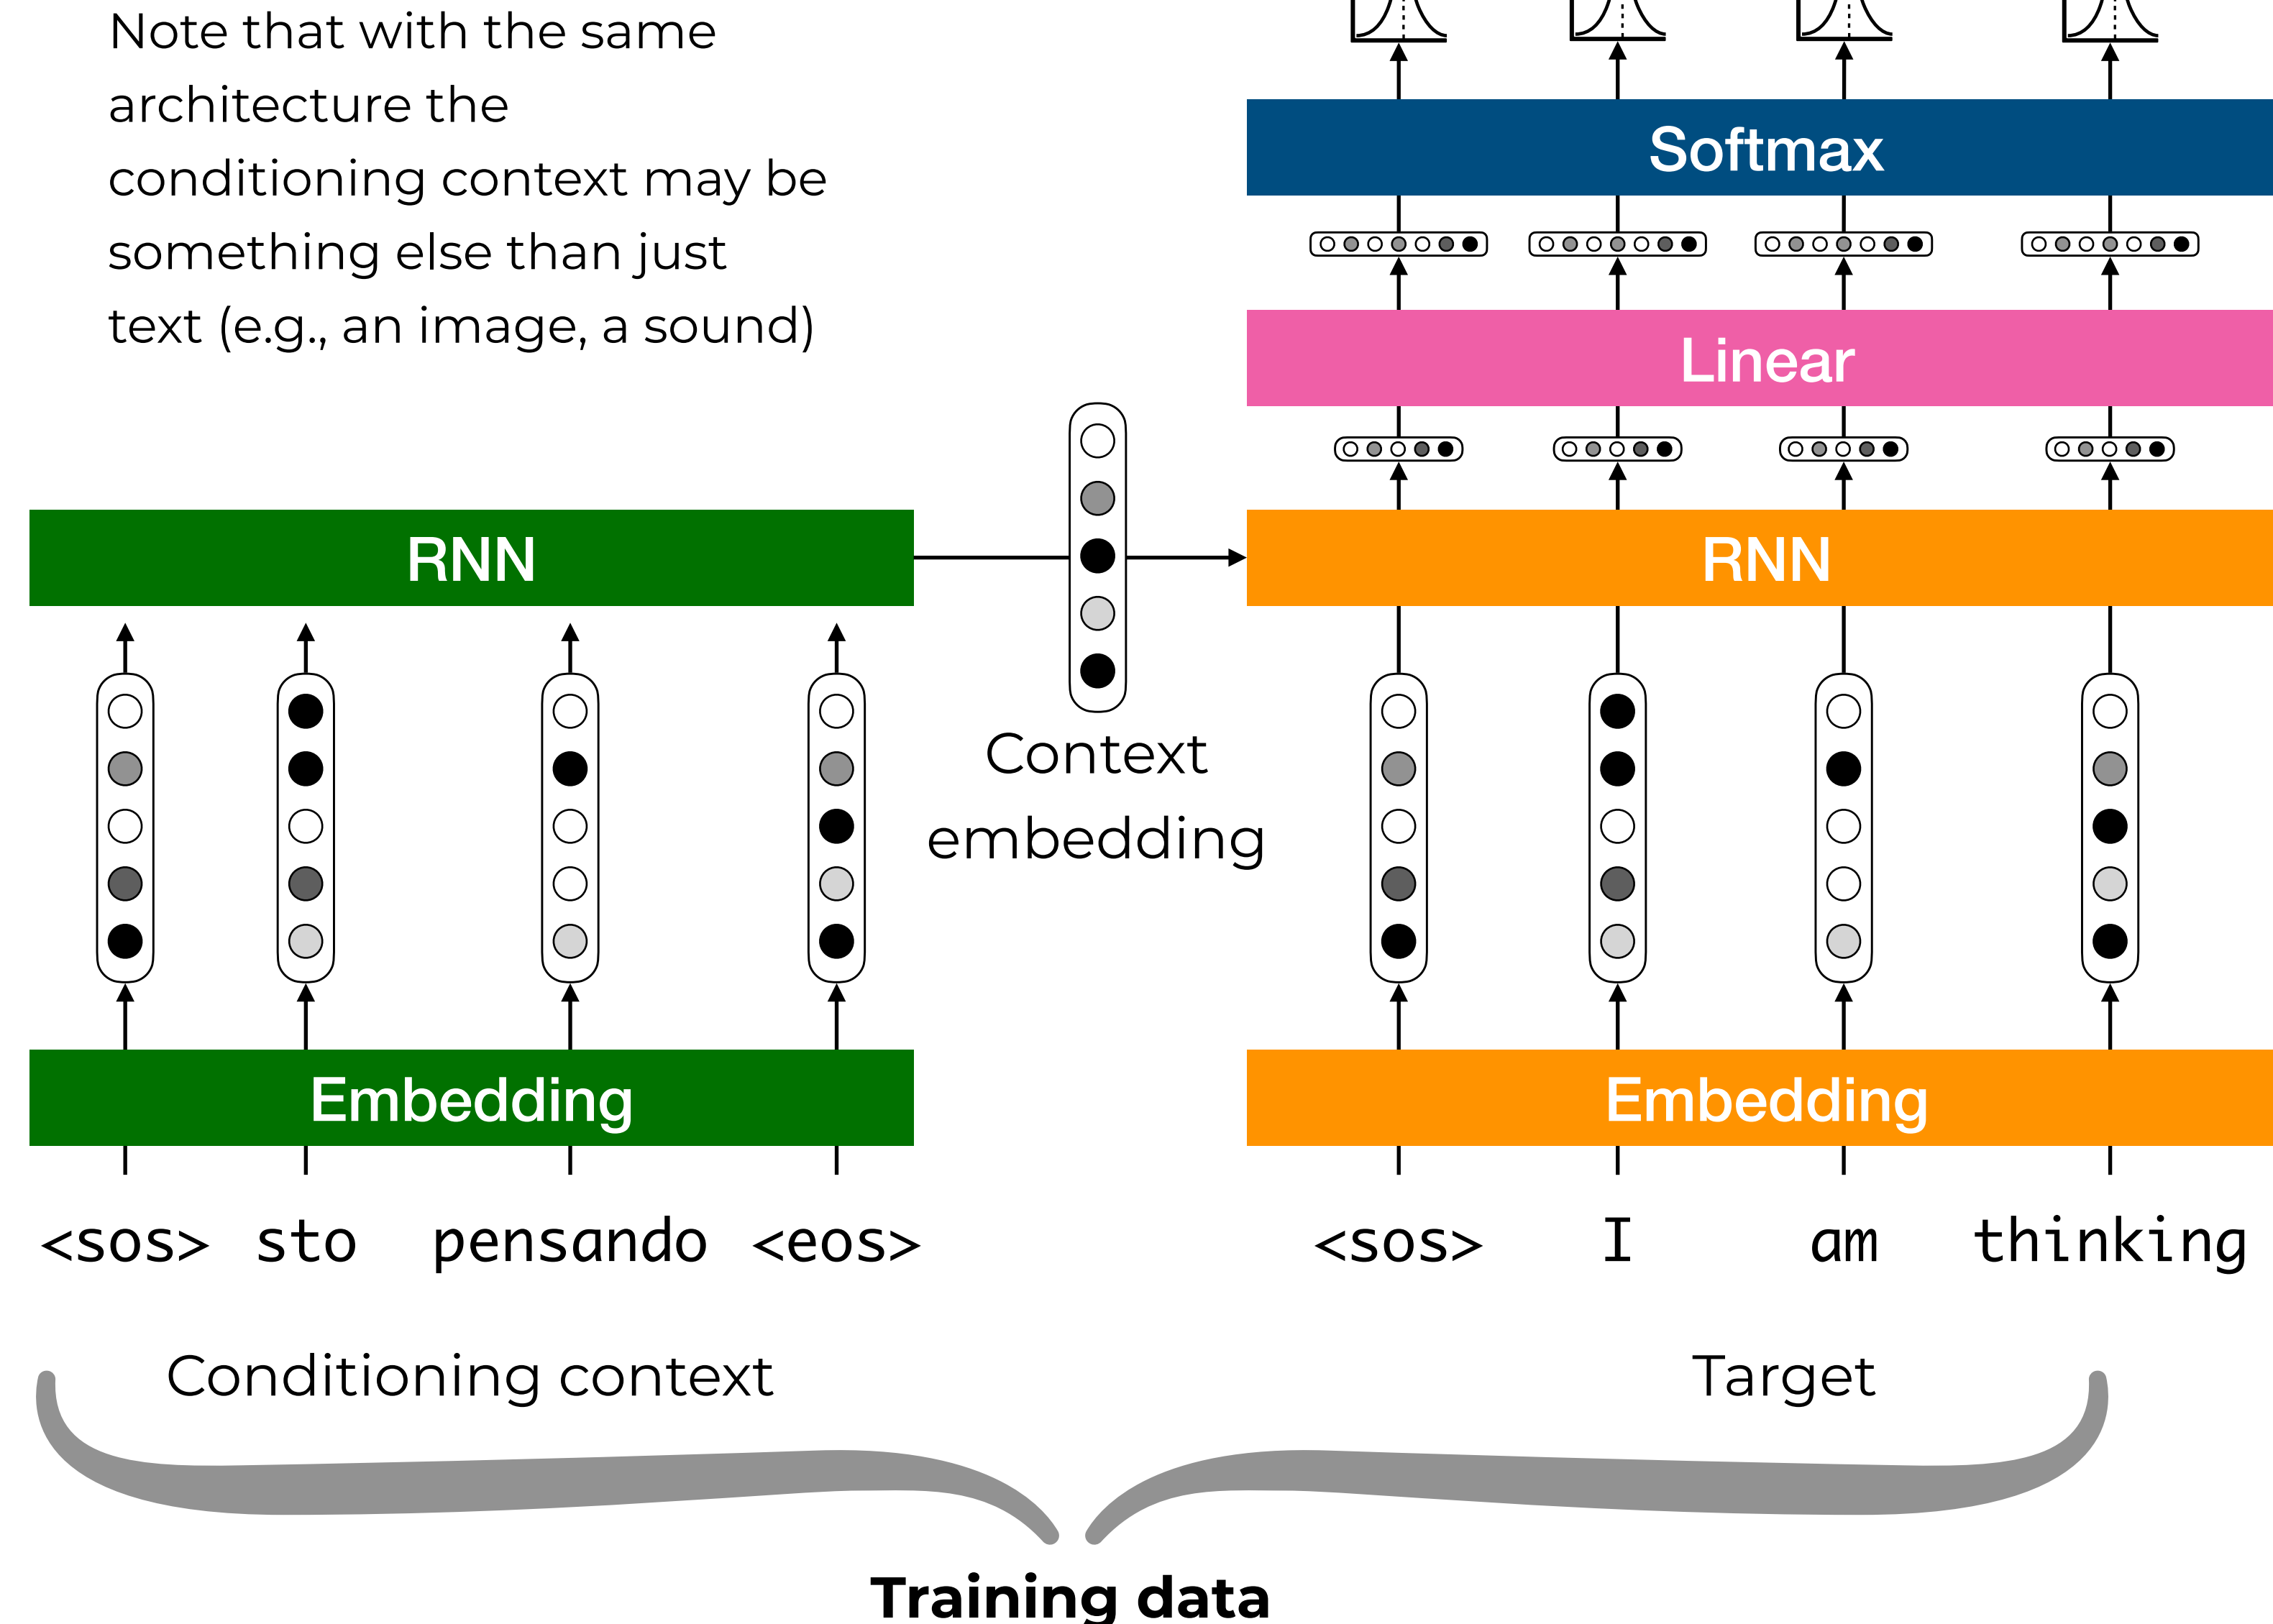 Note that with the same
architecture the
conditioning context may be
something else than just
text (e.g., an image, a sound)
Softmax
Linear
RNN
RNN
Context
embedding
Embedding
Embedding
<sos> sto pensando <eos>
<sos> I am thinking
Conditioning context
Target
Training data